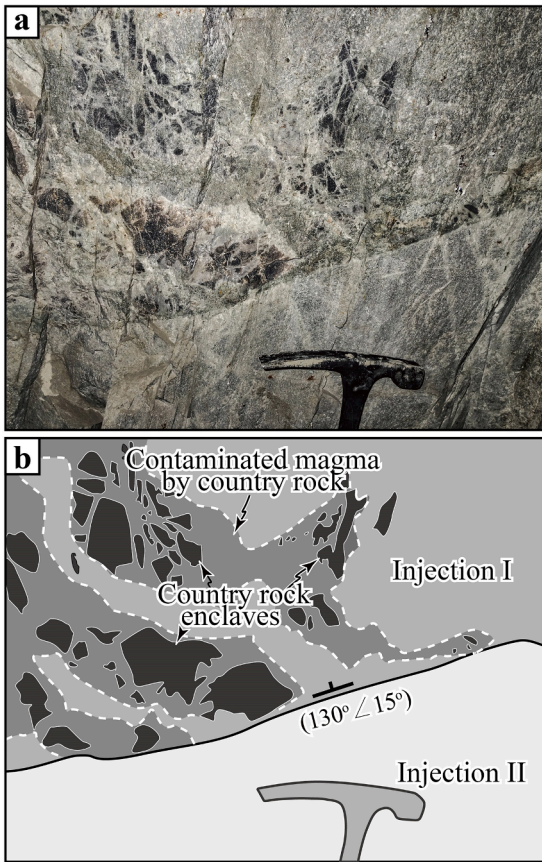 a
b
Contaminated magma
by country rock
Injection I
Country rock
enclaves
(130° ∠15°)
Injection II